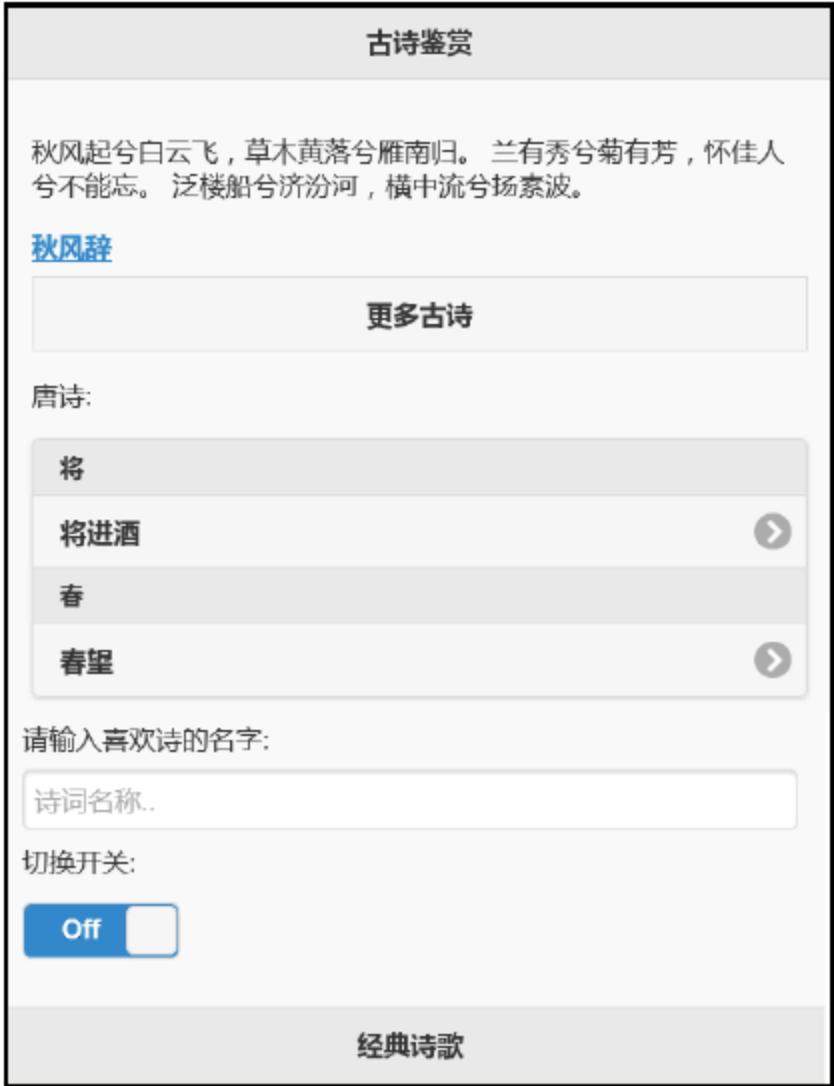 古诗鉴赏
秋风起兮白云飞，草木黄落兮雁南归。 兰有秀兮菊有芳，怀佳人
兮不能忘。 泛楼船兮济汾河，横中流兮扬素波。
秋风辞
更多古诗
唐诗:
将
将进酒
春
春望
请输入喜欢诗的名字:
诗词名称..
切换开关:
Off
经典诗歌